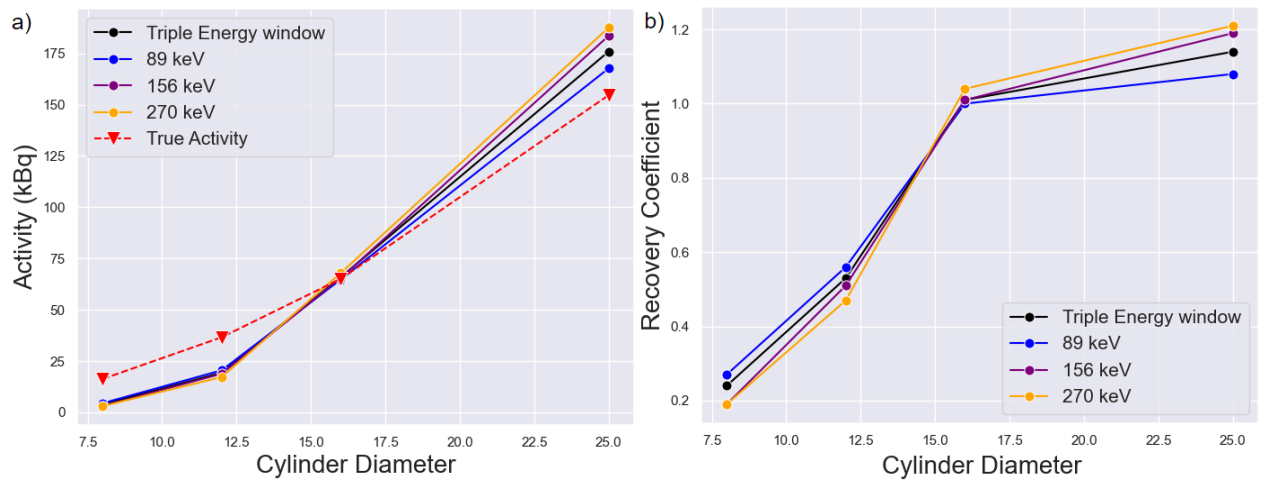 a)
Triple Energy window
89 keV
156 keV
270 keV
True Activity
Activity (kBq)
175
150
125
100
75
50
25
0
7.5 10.0 12.5 15.0 17.5 20.0 22.5 25.0
Cylinder Diameter
b)
Recovery Coefficient
1.2
1.0
0.8
0.6
0.4
0.2
Triple Energy window
89 keV
156 keV
270 keV
7.5 10.0 12.5 15.0 17.5 20.0 22.5 25.0
Cylinder Diameter